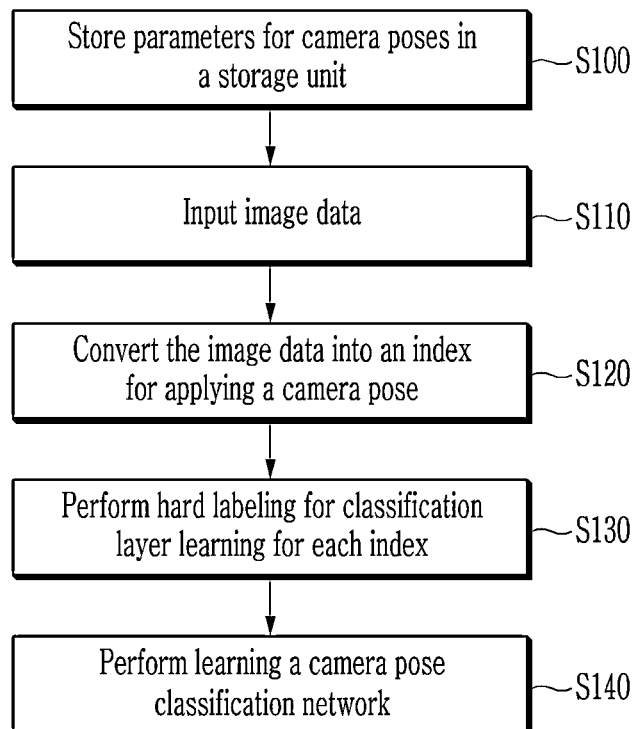 Store parameters for camera poses in
a storage unit
S100
Input image data
S110
Convert the image data into an index
for applying a camera pose
S120
Perform hard labeling for classification
layer learning for each index
S130
Perform learning a camera pose
classification network
S140